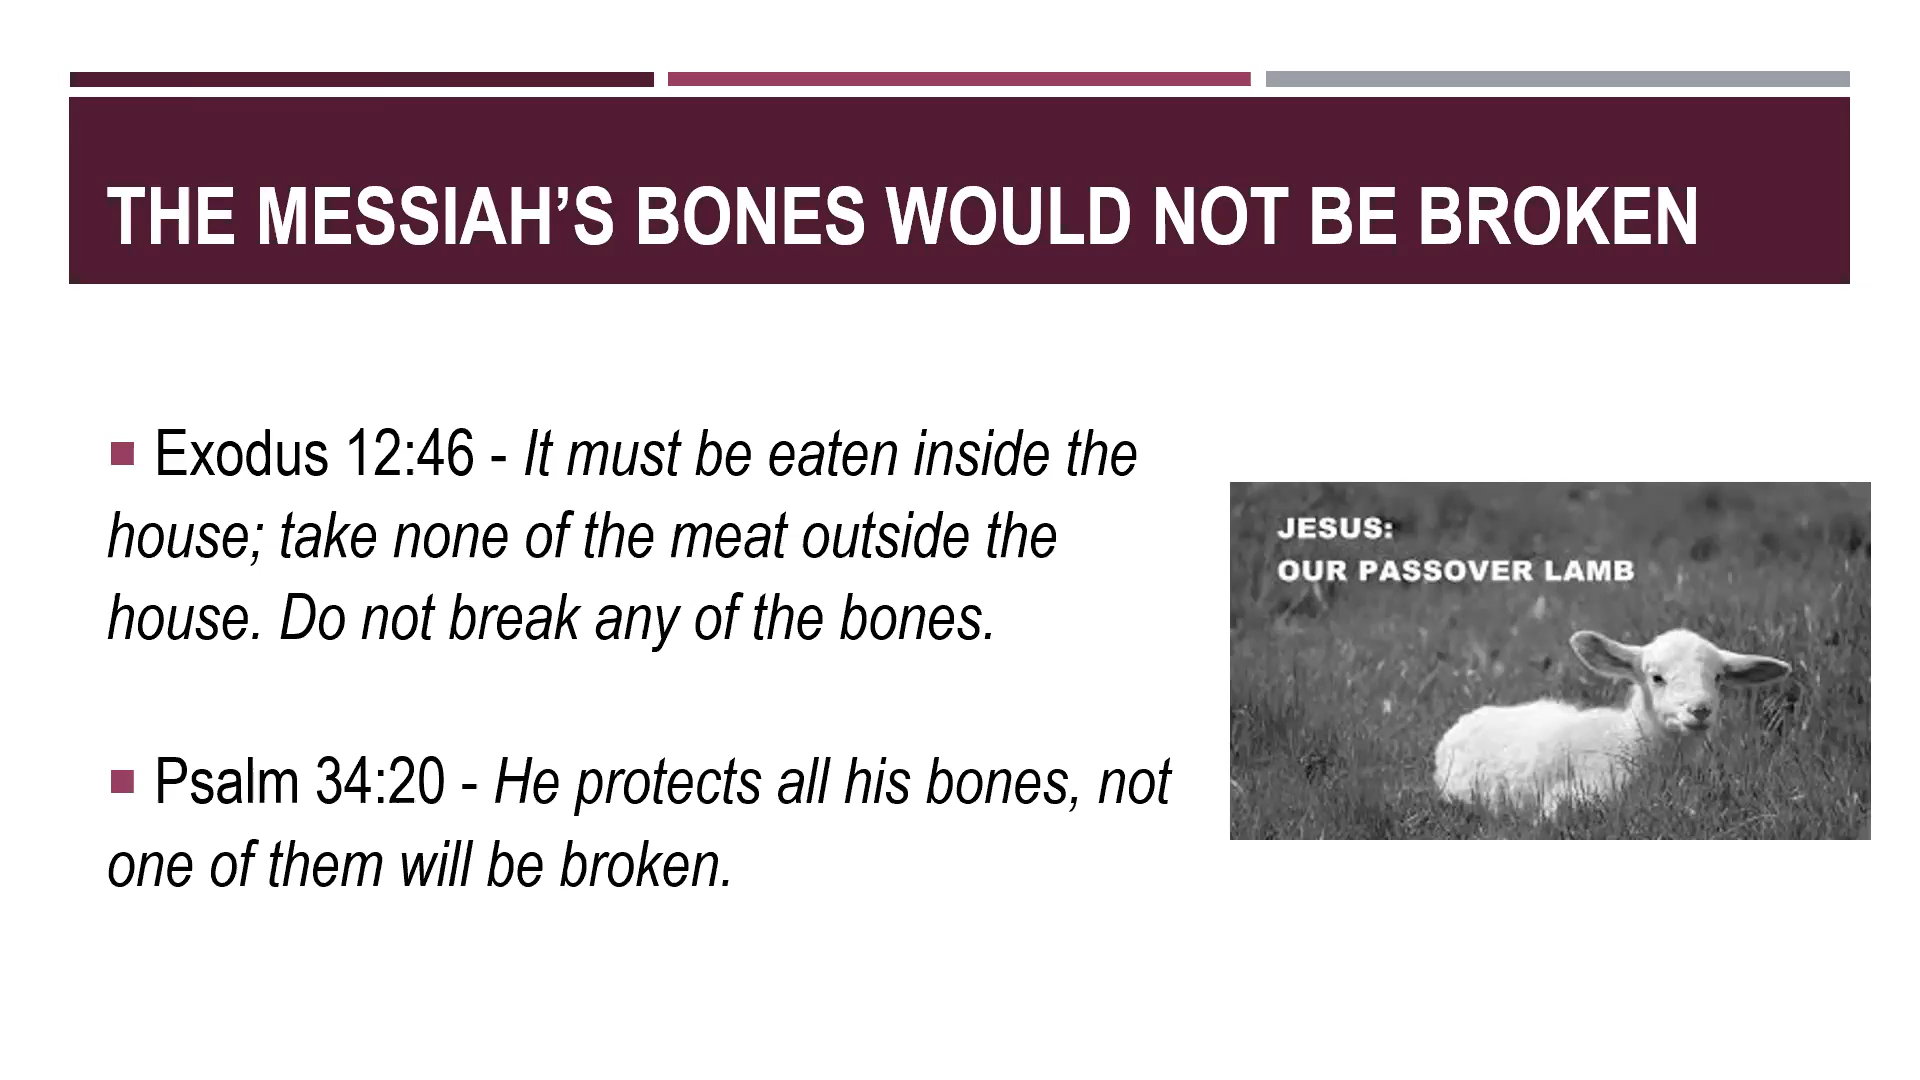 THE MESSIAH’S BONES WOULD NOT BE BROKEN
Exodus 12:46 - It must be eaten inside the
house; take none of the meat outside the
house. Do not break any of the bones.
Psalm 34:20 - He protects all his bones, not
one of them will be broken.
JESUS:
OUR PASSOVER LAMB